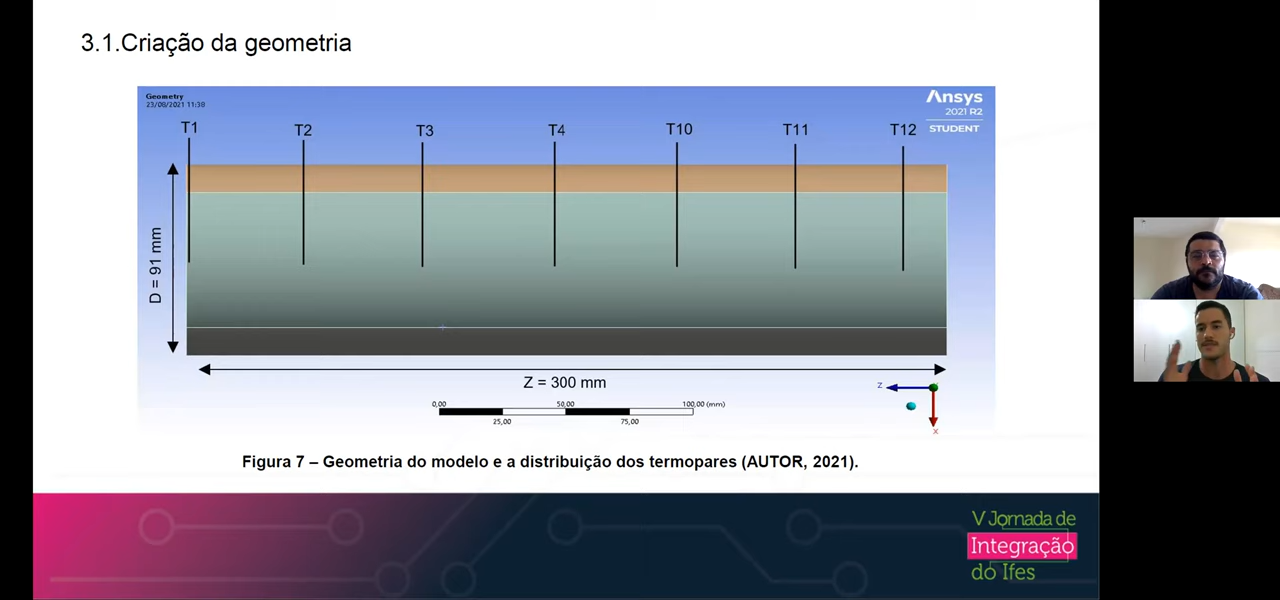 3.1.Criação da geometria
Geometry
23/08/2021 11:38
Ansys
2021 R2
STUDENT
T1
T2
T3
T4
T10
T11
T12
D = 91 mm
Z = 300 mm
0,00
50,00
100,00 (mm)
25,00
75,00
Z
X
Figura 7 – Geometria do modelo e a distribuição dos termopares (AUTOR, 2021).
V Jornada de
Integração
do Ifes